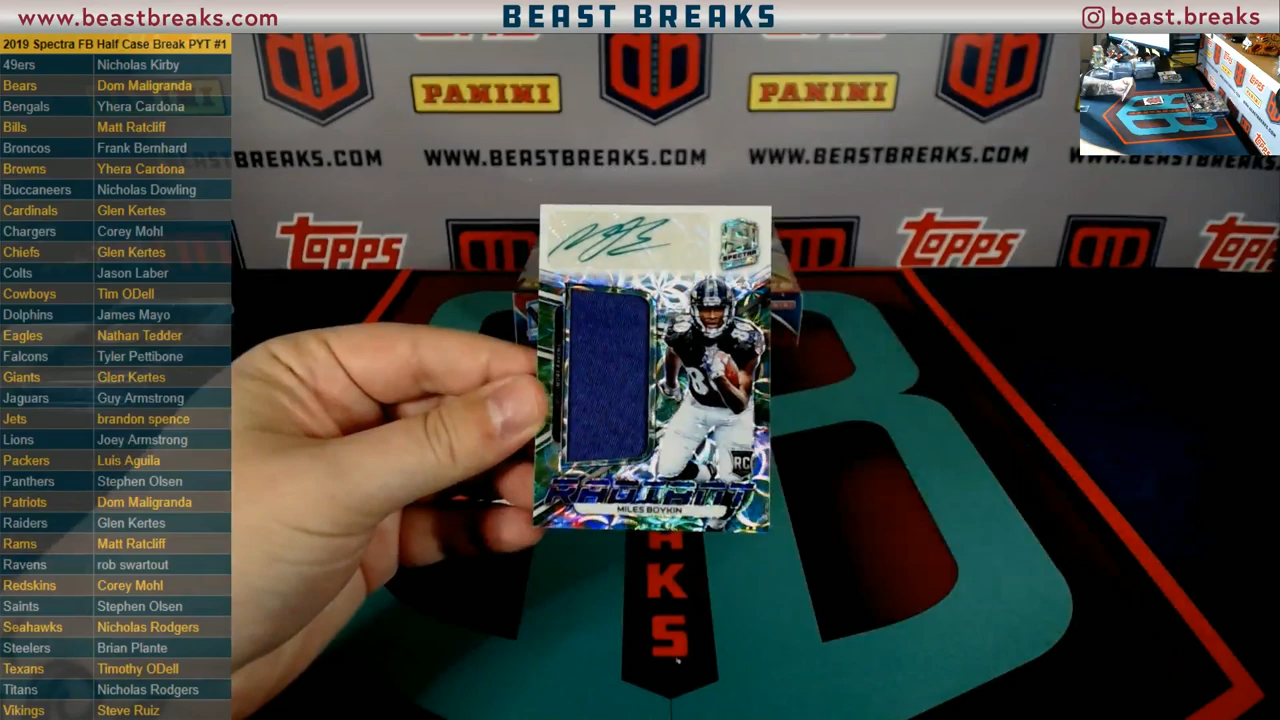 www.beastbreaks.com
BEAST BREAKS
beast.breaks
2019 Spectra FB Half Case Break PYT #1
49ers Nicholas Kirby
Bears Dom Maligranda
Bengals Yhera Cardona
Bills Matt Ratcliff
Broncos Frank Bernhard
Browns Yhera Cardona
Buccaneers Nicholas Dowling
Cardinals Glen Kertes
Chargers Corey Mohl
Chiefs Glen Kertes
Colts Jason Laber
Cowboys Tim ODell
Dolphins James Mayo
Eagles Nathan Tedder
Falcons Tyler Pettibone
Giants Glen Kertes
Jaguars Guy Armstrong
Jets brandon spence
Lions Joey Armstrong
Packers Luis Aguila
Panthers Stephen Olsen
Patriots Dom Maligranda
Raiders Glen Kertes
Rams Matt Ratcliff
Ravens rob swartout
Redskins Corey Mohl
Saints Stephen Olsen
Seahawks Nicholas Rodgers
Steelers Brian Plante
Texans Timothy ODell
Titans Nicholas Rodgers
Vikings Steve Ruiz
PANINI PANINI
BEASTBREAKS.COM WWW.BEASTBREAKS.COM WWW.BEASTBREAKS.COM
topps topps
SPECTRA
RC
RADIANT
MILES BOYKIN
AKS